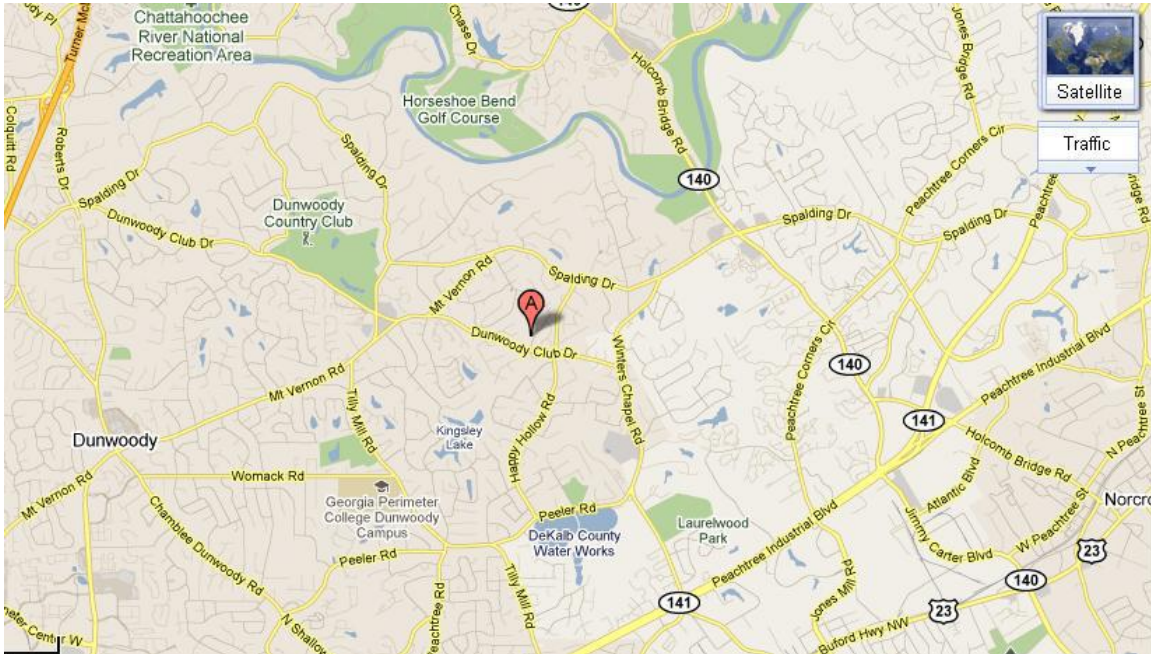 Chattahoochee
River National
Recreation Area
Turner Mc
Chase Dr
Holcomb Bridge Rd
Jones Bridge Rd
Satellite
Traffic
Horseshoe Bend
Golf Course
Colquitt Rd
Roberts Dr
Spalding Dr
Spalding Dr
140
Peachtree Corners Cir
Peachtree
Dunwoody
Country Club
Dunwoody Club Dr
Spalding Dr
Spalding Dr
Mt Vernon Rd
Spalding Dr
A
Dunwoody Club Dr
Winters Chapel Rd
Peachtree Corners Cir
140
Peachtree Industrial Blvd
Mt Vernon Rd
Tilly Mill Rd
Happy Hollow Rd
141
Holcomb Bridge Rd
N Peachtree St
Dunwoody
Kingsley
Lake
Womack Rd
Mt Vernon Rd
Georgia Perimeter
College Dunwoody
Campus
Peeler Rd
DeKalb County
Water Works
Laurelwood
Park
Atlantic Blvd
Norcro
Chamblee Dunwoody Rd
Peeler Rd
Tilly Mill Rd
Peachtree Rd
Peachtree Industrial Blvd
Jimmy Carter Blvd
W Peachtree St
23
141
Jones Mill Rd
140
23
Buford Hwy NW
N Shallow
meter Center W